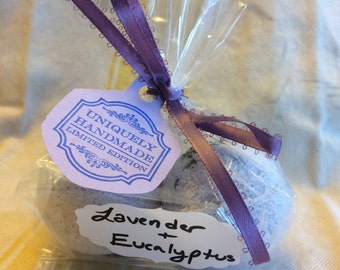 UNIQUELY
HANDMADE
LIMITED EDITION
Lavender
+
Eucalyptus